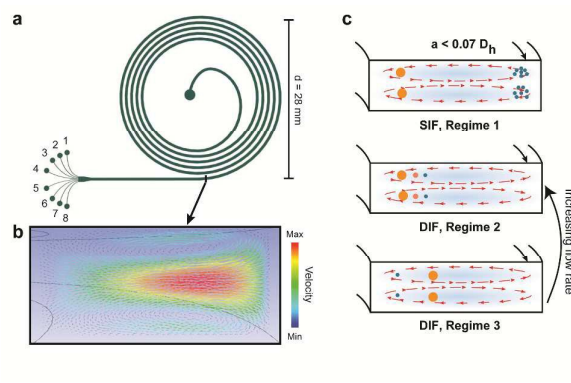 a
d = 28 mm
1
2
3
4
5
6
7
8
b
Max
Velocity
Min
c
a < 0.07 Dh
SIF, Regime 1
DIF, Regime 2
DIF, Regime 3
Increasing flow rate